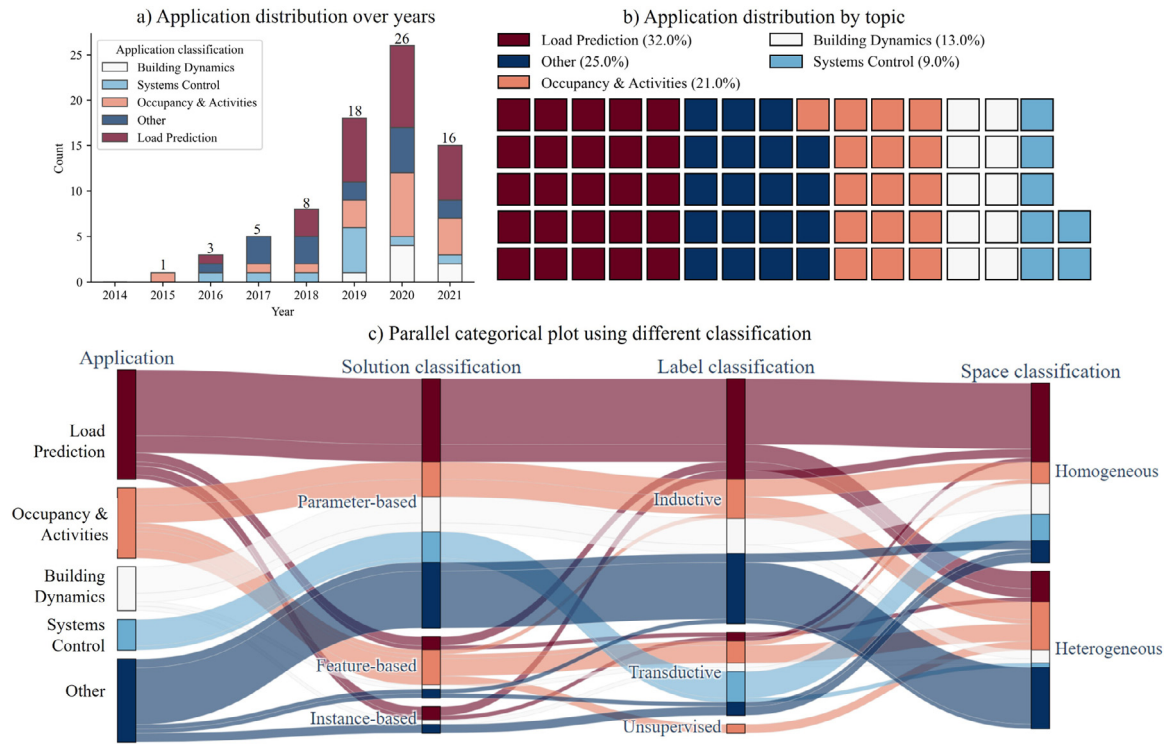 a) Application distribution over years
Application classification
Building Dynamics
Systems Control
Occupancy & Activities
Other
Load Prediction
Count
25
20
15
10
5
0
1
3
5
8
18
26
16
2014 2015 2016 2017 2018 2019 2020 2021
Year
b) Application distribution by topic
Load Prediction (32.0%)
Other (25.0%)
Occupancy & Activities (21.0%)
Building Dynamics (13.0%)
Systems Control (9.0%)
c) Parallel categorical plot using different classification
Application
Solution classification
Label classification
Space classification
Load
Prediction
Occupancy &
Activities
Building
Dynamics
Systems
Control
Other
Parameter-based
Feature-based
Instance-based
Inductive
Transductive
Unsupervised
Homogeneous
Heterogeneous